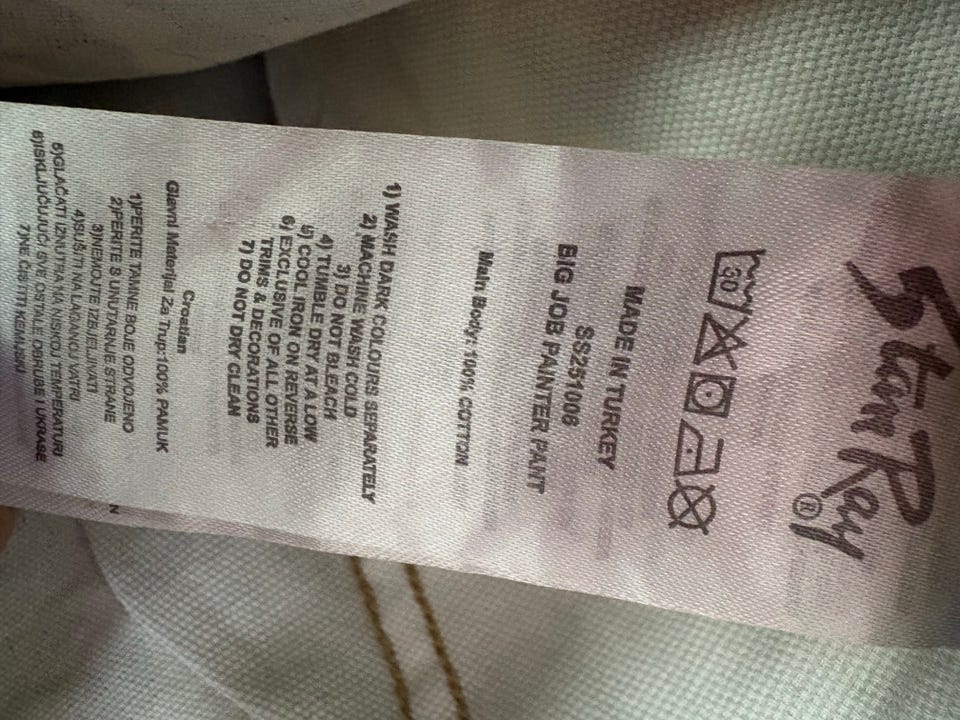 Stan Ray
®
30
MADE IN TURKEY
SS251006
BIG JOB PAINTER PANT
Main Body: 100% COTTON
1) WASH DARK COLOURS SEPARATELY
2) MACHINE WASH COLD
3) DO NOT BLEACH
4) TUMBLE DRY AT A LOW
5) COOL IRON ON REVERSE
6) EXCLUSIVE OF ALL OTHER
TRIMS & DECORATIONS
7) DO NOT DRY CLEAN
Croatian
Glavni Materijal Za Trup:100% PAMUK
1)PERITE TAMNE BOJE ODVOJENO
2)PERITE S UNUTARNJE STRANE
3)NEMOJTE IZBJELJIVATI
4)SUŠITI NA LAGANOJ VATRI
5)GLAČATI IZNUTRA NA NISKOJ TEMPERATURI
6)ISKLJUČUJUĆI SVE OSTALE OBRUBE I UKRASE
7)NE ČISTITI KEMIJSKI
N